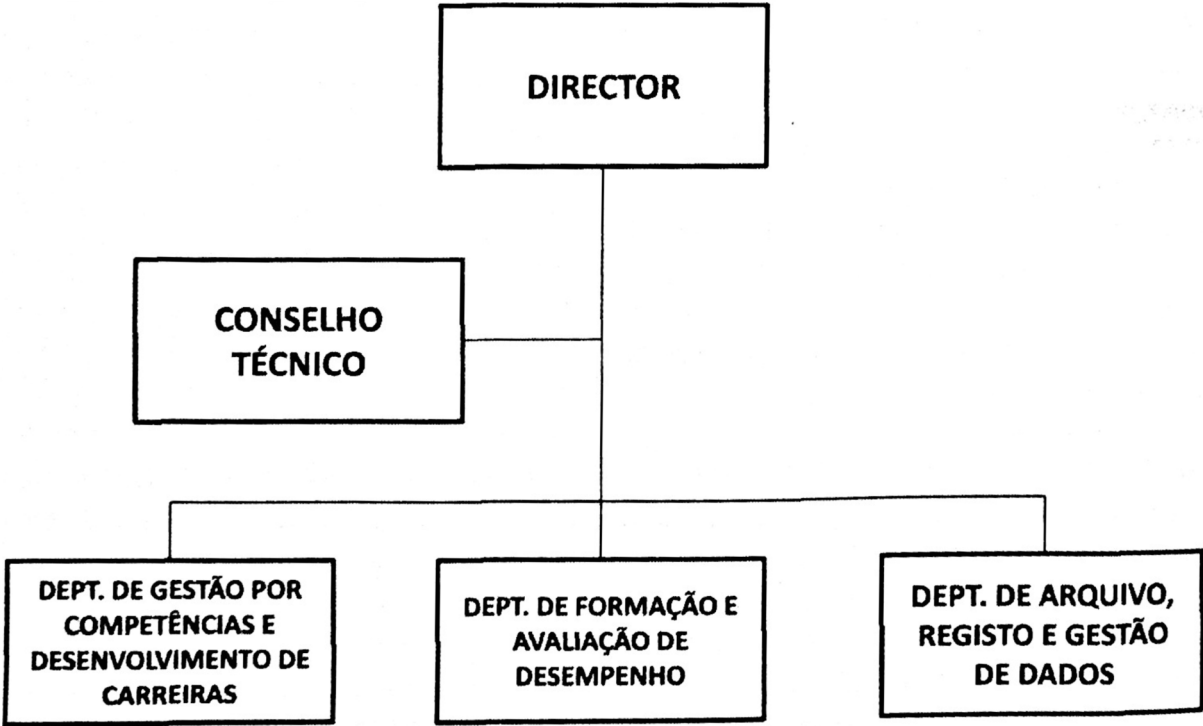 DIRECTOR
CONSELHO
TÉCNICO
DEPT. DE GESTÃO POR
COMPETÊNCIAS E
DESENVOLVIMENTO DE
CARREIRAS
DEPT. DE FORMAÇÃO E
AVALIAÇÃO DE
DESEMPENHO
DEPT. DE ARQUIVO,
REGISTO E GESTÃO
DE DADOS